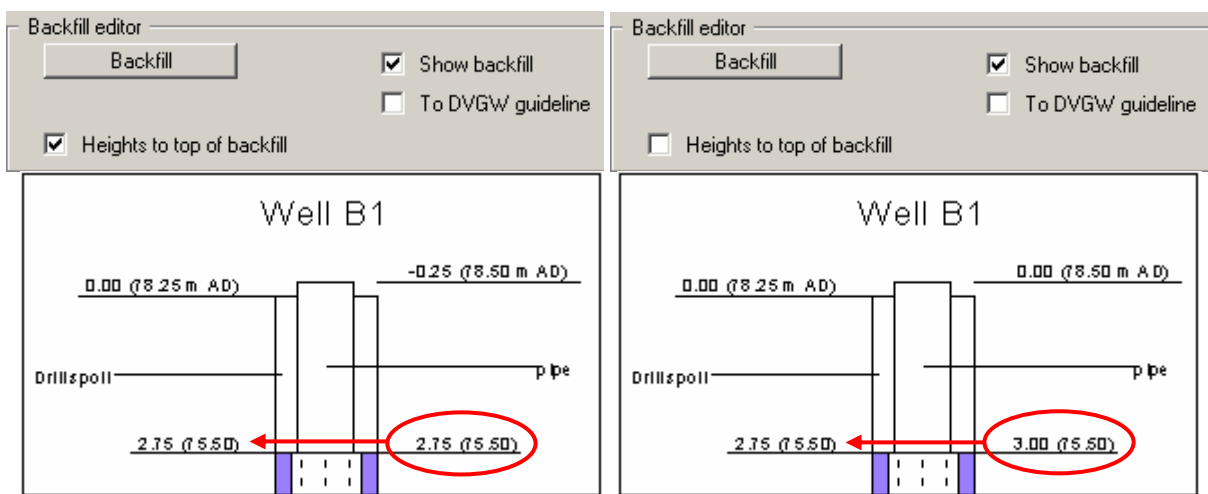 Backfill editor
Backfill
Show backfill
To DVGW guideline
Heights to top of backfill
Well B1
0.00 (78.25 m AD)
-0.25 (78.50 m AD)
Drillspoil
pipe
2.75 (75.50)
2.75 (75.50)
Backfill editor
Backfill
Show backfill
To DVGW guideline
Heights to top of backfill
Well B1
0.00 (78.25 m AD)
0.00 (78.50 m AD)
Drillspoil
pipe
2.75 (75.50)
3.00 (75.50)